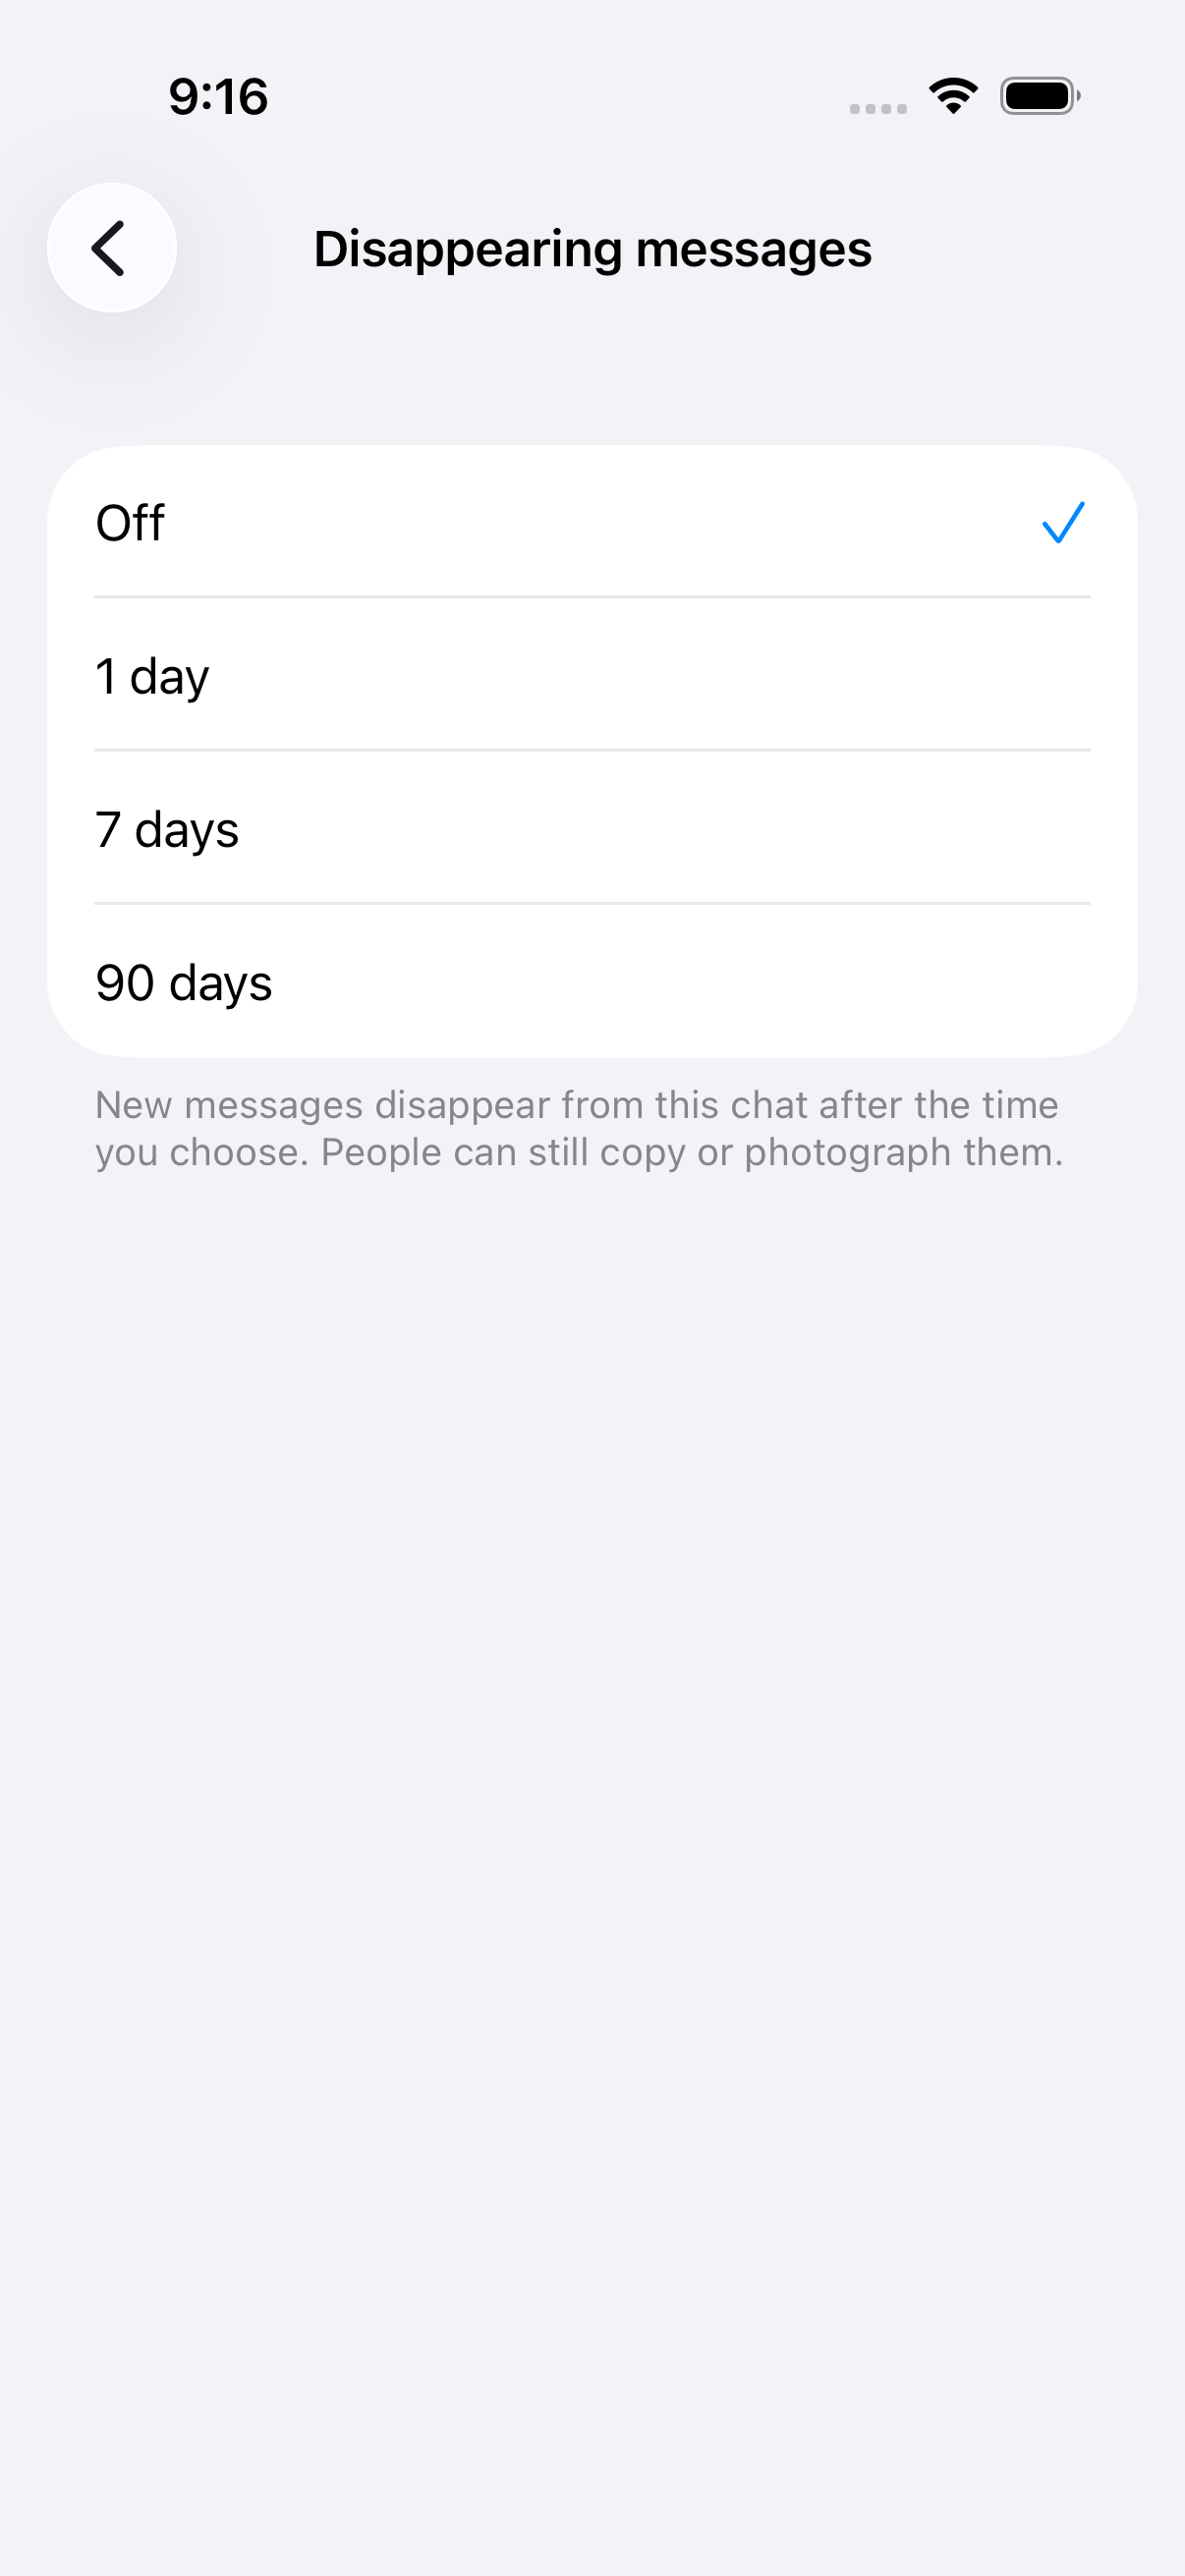 9:16
Disappearing messages
Off
1 day
7 days
90 days
New messages disappear from this chat after the time
you choose. People can still copy or photograph them.